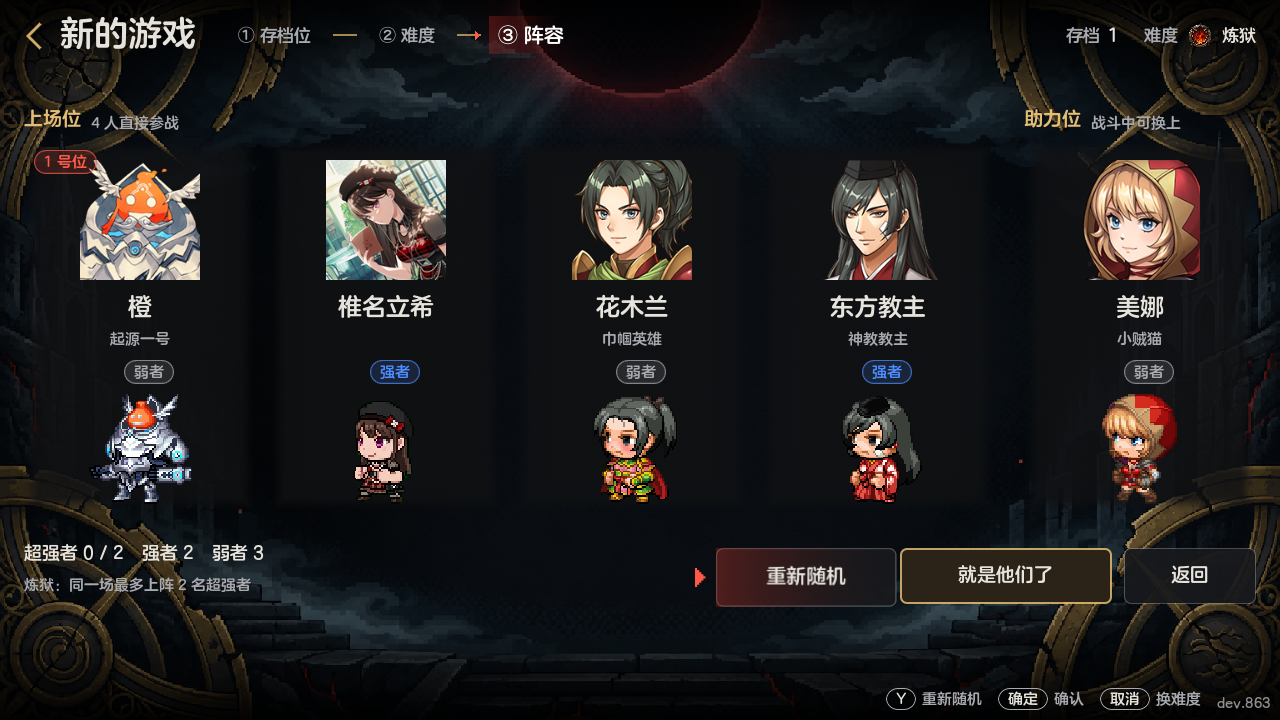 新的游戏
① 存档位 — ② 难度 → ③ 阵容
存档 1 难度 炼狱
上场位 4 人直接参战
助力位 战斗中可换上
1 号位
橙
起源一号
弱者
椎名立希
强者
花木兰
巾帼英雄
弱者
东方教主
神教教主
强者
美娜
小贼猫
弱者
超强者 0 / 2 强者 2 弱者 3
炼狱：同一场最多上阵 2 名超强者
重新随机
就是他们了
返回
Y 重新随机 确定 确认 取消 换难度
dev.863